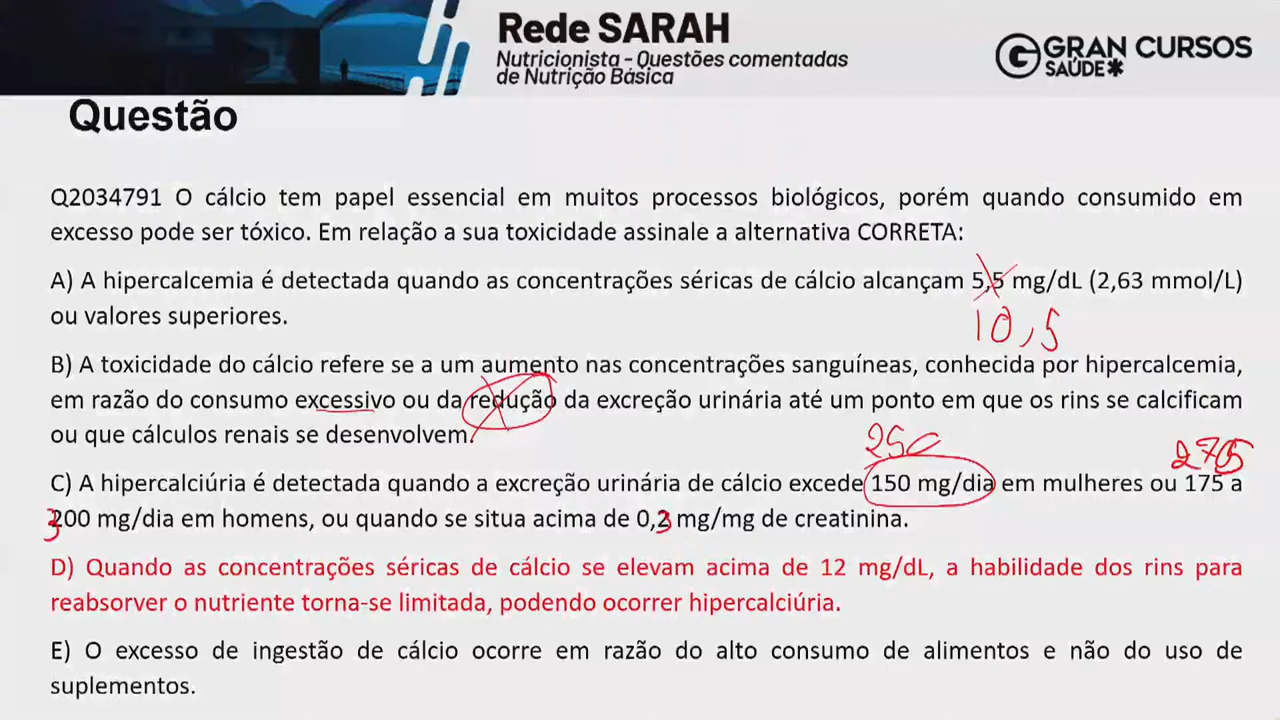 Rede SARAH
Nutricionista - Questões comentadas
de Nutrição Básica
GRAN CURSOS
SAÚDE
Questão
Q2034791 O cálcio tem papel essencial em muitos processos biológicos, porém quando consumido em
excesso pode ser tóxico. Em relação a sua toxicidade assinale a alternativa CORRETA:
A) A hipercalcemia é detectada quando as concentrações séricas de cálcio alcançam 5,5 mg/dL (2,63 mmol/L)
ou valores superiores.
10,5
B) A toxicidade do cálcio refere se a um aumento nas concentrações sanguíneas, conhecida por hipercalcemia,
em razão do consumo excessivo ou da redução da excreção urinária até um ponto em que os rins se calcificam
ou que cálculos renais se desenvolvem.
250
275
C) A hipercalciúria é detectada quando a excreção urinária de cálcio excede 150 mg/dia em mulheres ou 175 a
200 mg/dia em homens, ou quando se situa acima de 0,2 mg/mg de creatinina.
3
3
D) Quando as concentrações séricas de cálcio se elevam acima de 12 mg/dL, a habilidade dos rins para
reabsorver o nutriente torna-se limitada, podendo ocorrer hipercalciúria.
E) O excesso de ingestão de cálcio ocorre em razão do alto consumo de alimentos e não do uso de
suplementos.